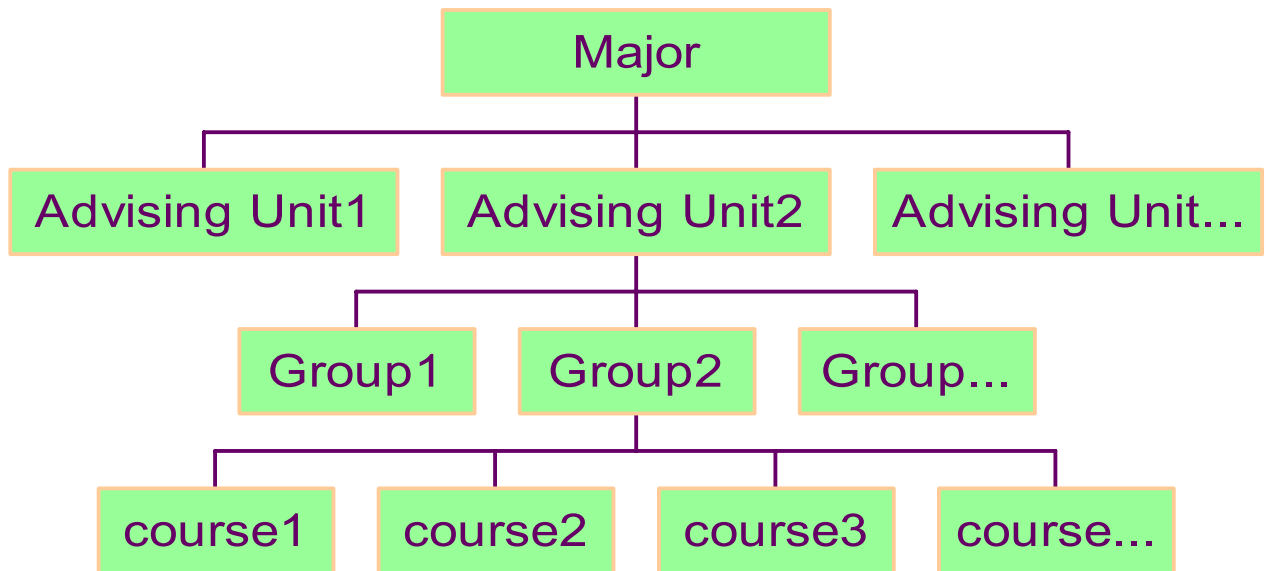 Major
Advising Unit1
Advising Unit2
Advising Unit...
Group1
Group2
Group...
course1
course2
course3
course...